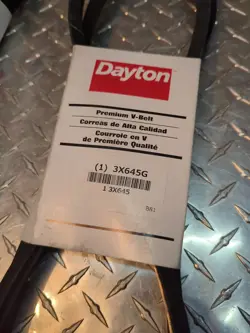 Dayton
Premium V-Belt
Correas de Alta Calidad
Courroie en V
de Première Qualité
(1) 3X645G
1 3X645